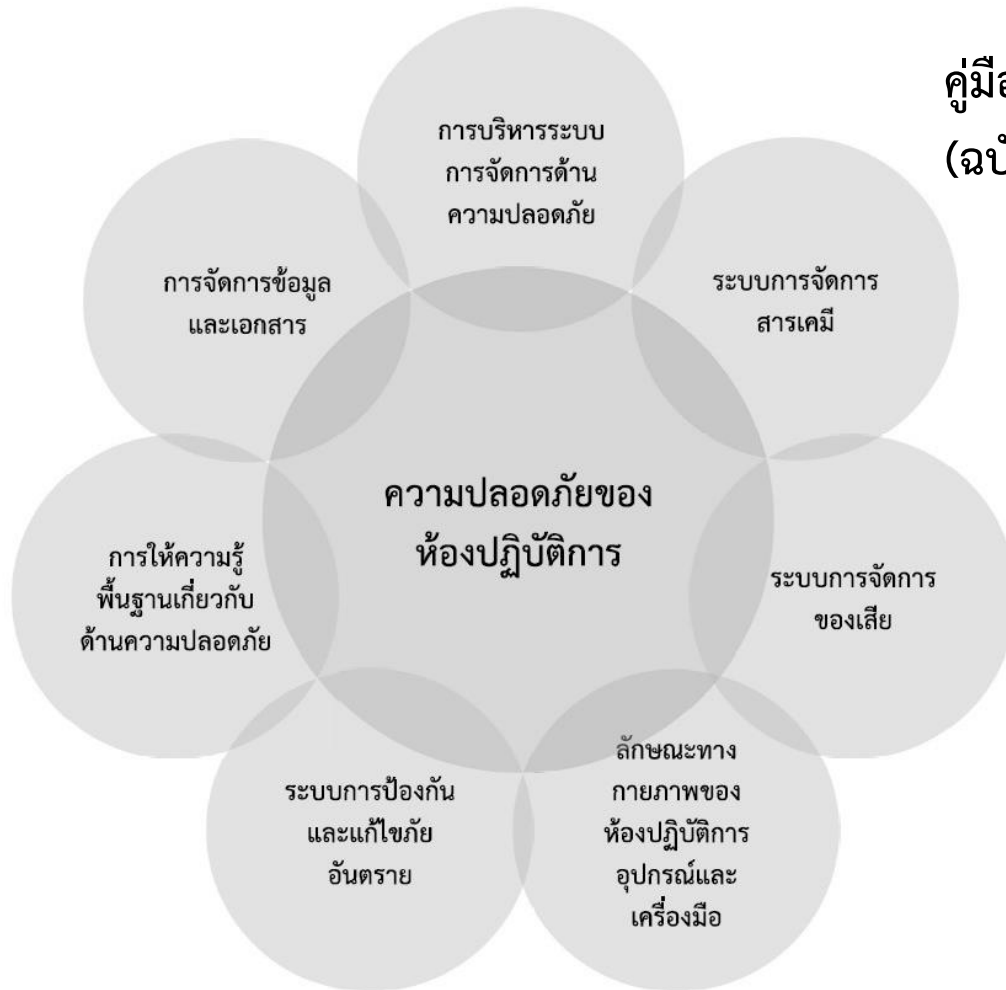 คู่มือ
(ฉบั
การบริหารระบบ
การจัดการด้าน
ความปลอดภัย
ระบบการจัดการ
สารเคมี
ระบบการจัดการ
ของเสีย
ลักษณะทาง
กายภาพของ
ห้องปฏิบัติการ
อุปกรณ์และ
เครื่องมือ
ระบบการป้องกัน
และแก้ไขภัย
อันตราย
การให้ความรู้
พื้นฐานเกี่ยวกับ
ด้านความปลอดภัย
การจัดการข้อมูล
และเอกสาร
ความปลอดภัยของ
ห้องปฏิบัติการ